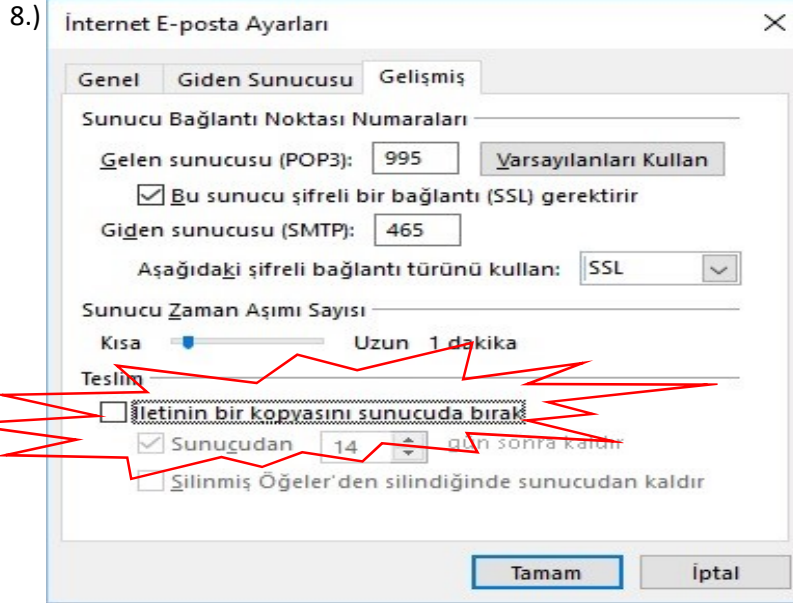 8.)
İnternet E-posta Ayarları
Genel Giden Sunucusu Gelişmiş
Sunucu Bağlantı Noktası Numaraları
Gelen sunucusu (POP3): 995 Varsayılanları Kullan
Bu sunucu şifreli bir bağlantı (SSL) gerektirir
Giden sunucusu (SMTP): 465
Aşağıdaki şifreli bağlantı türünü kullan: SSL
Sunucu Zaman Aşımı Sayısı
Kısa Uzun 1 dakika
Teslim
İletinin bir kopyasını sunucuda bırak
Sunucudan 14 gün sonra kaldır
Silinmiş Öğeler'den silindiğinde sunucudan kaldır
Tamam İptal